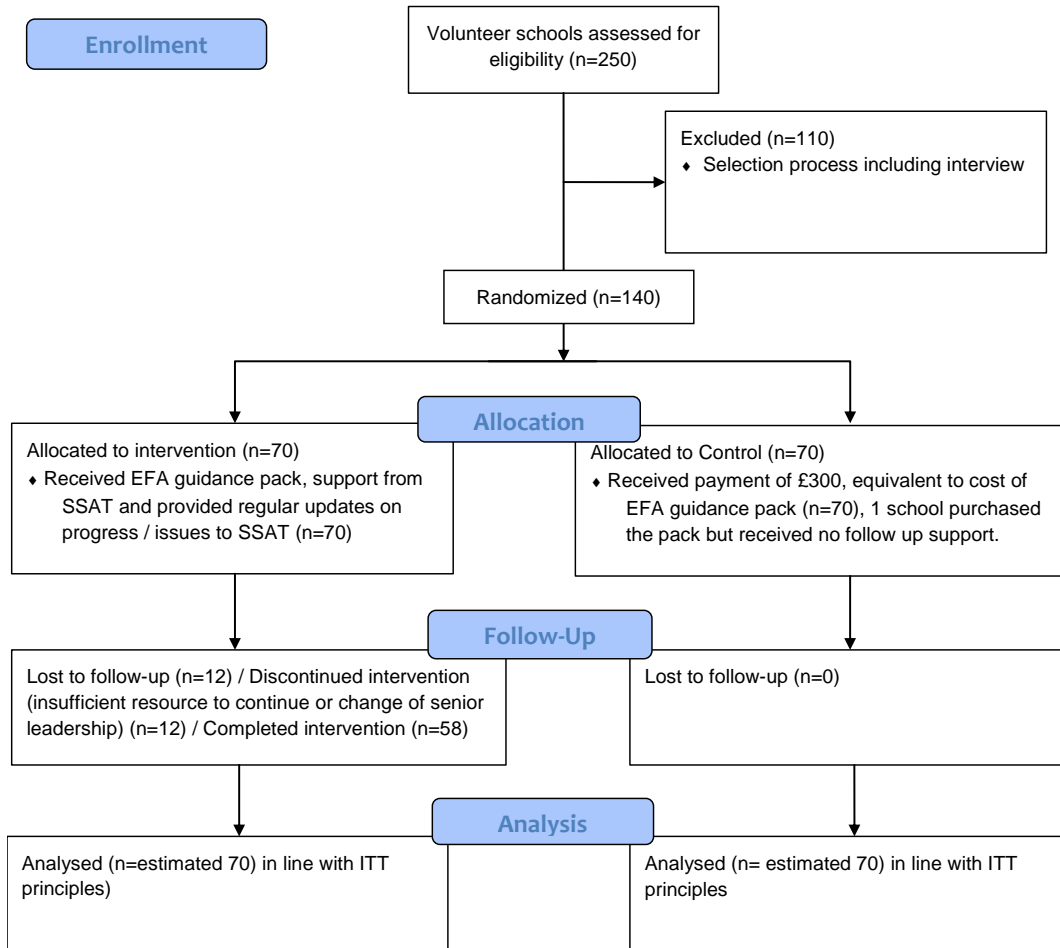 Enrollment
Volunteer schools assessed for
eligibility (n=250)
Excluded (n=110)
♦ Selection process including interview
Randomized (n=140)
Allocation
Allocated to intervention (n=70)
♦ Received EFA guidance pack, support from
SSAT and provided regular updates on
progress / issues to SSAT (n=70)
Allocated to Control (n=70)
♦ Received payment of £300, equivalent to cost of
EFA guidance pack (n=70), 1 school purchased
the pack but received no follow up support.
Follow-Up
Lost to follow-up (n=12) / Discontinued intervention
(insufficient resource to continue or change of senior
leadership) (n=12) / Completed intervention (n=58)
Lost to follow-up (n=0)
Analysis
Analysed (n=estimated 70) in line with ITT
principles)
Analysed (n= estimated 70) in line with ITT
principles